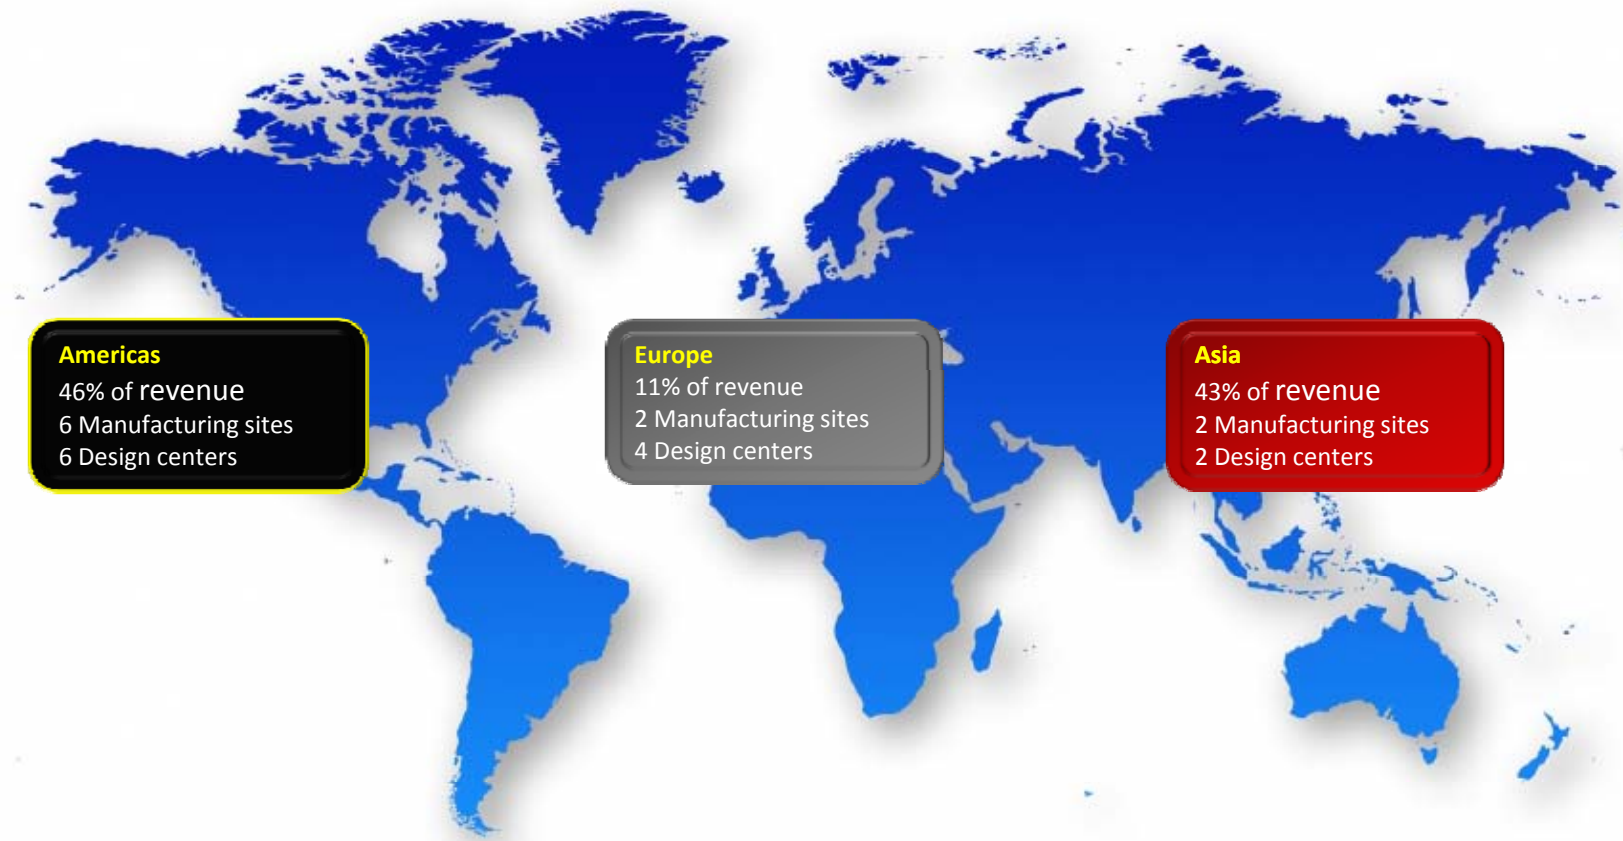 Americas
46% of revenue
6 Manufacturing sites
6 Design centers
Europe
11% of revenue
2 Manufacturing sites
4 Design centers
Asia
43% of revenue
2 Manufacturing sites
2 Design centers